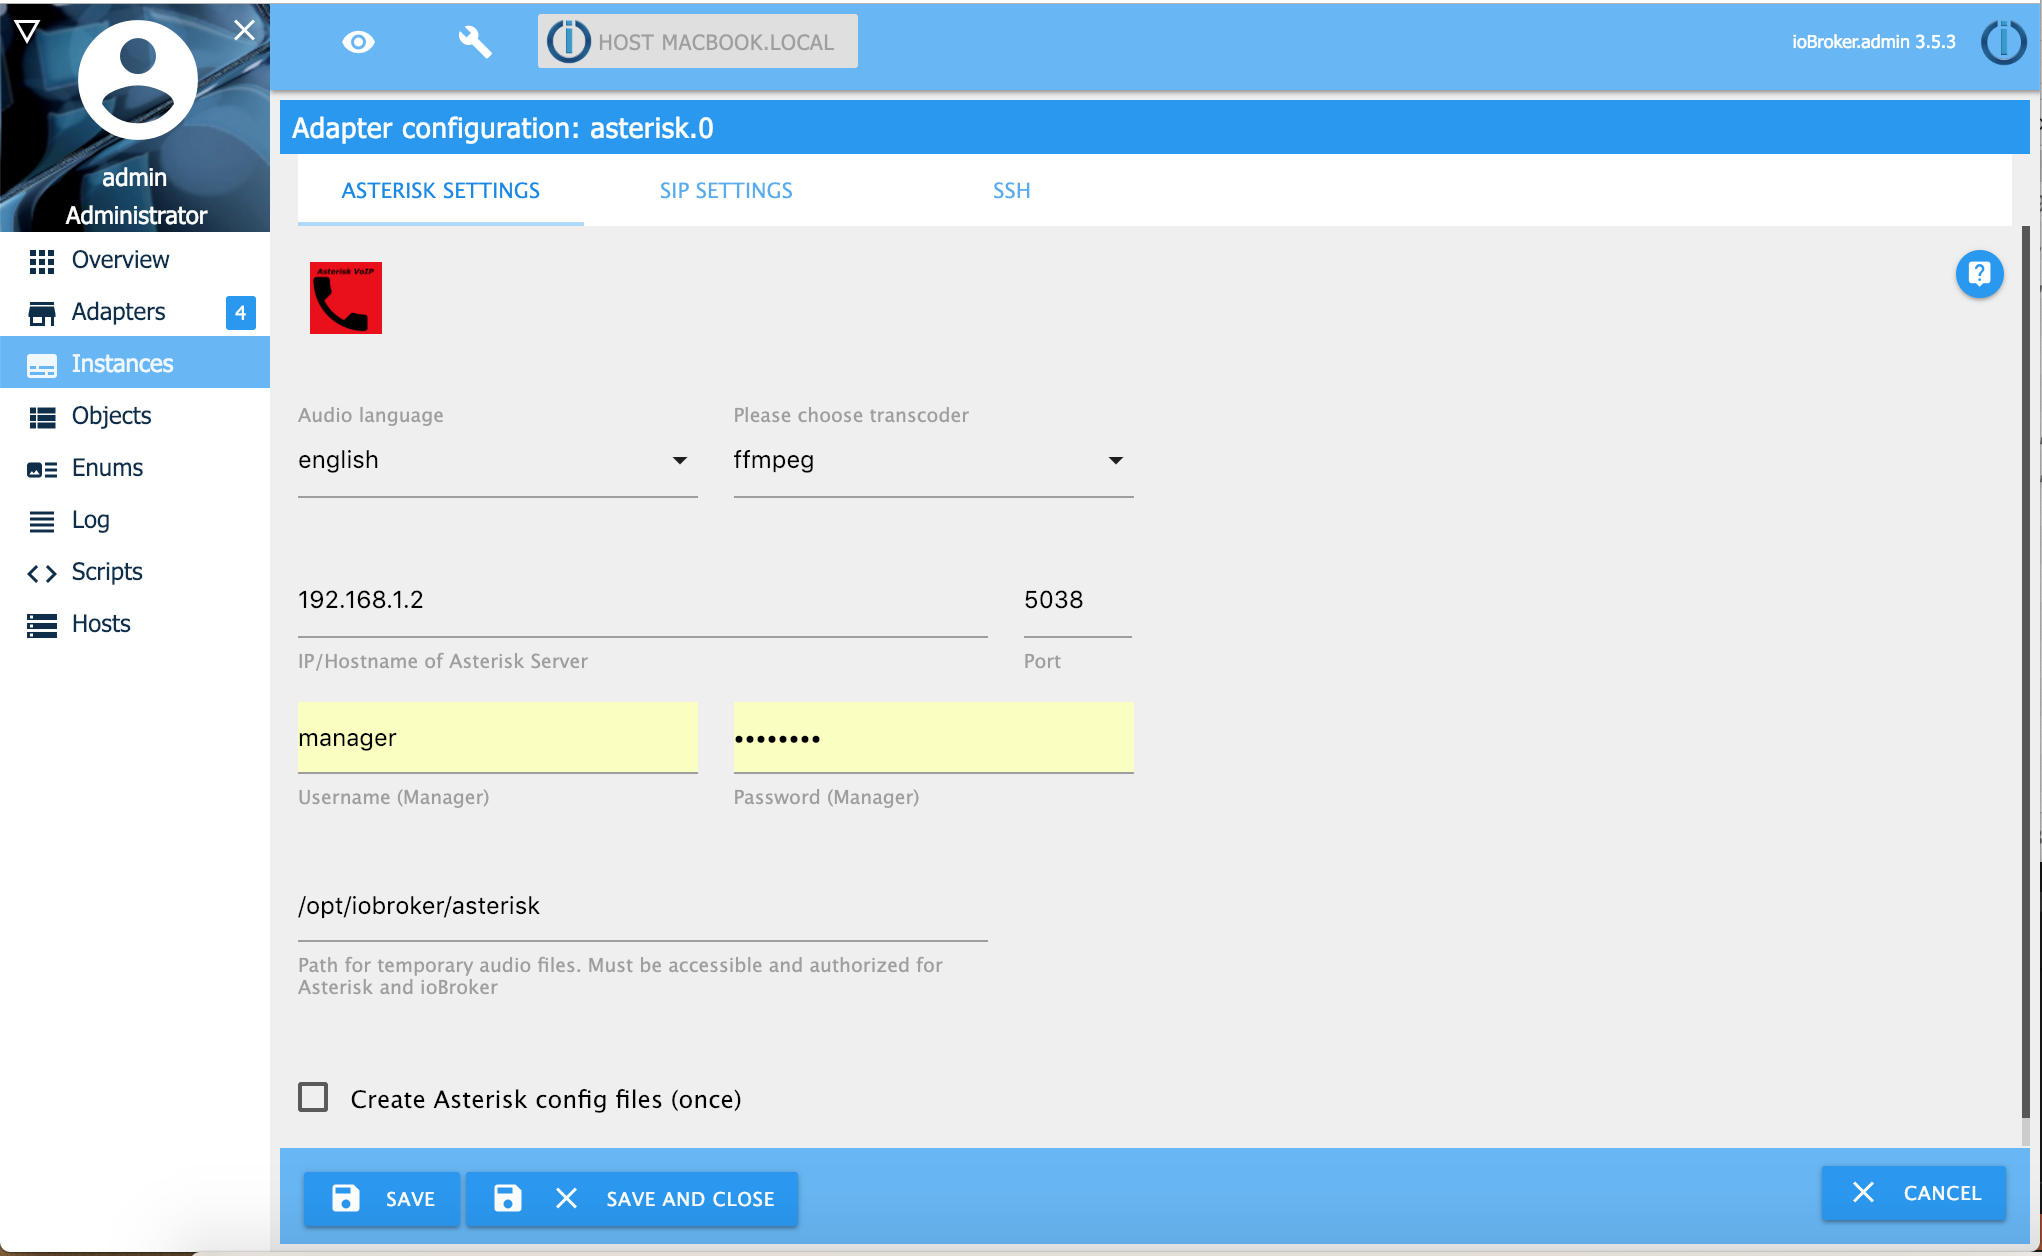 HOST MACBOOK.LOCAL
ioBroker.admin 3.5.3
admin
Administrator
Overview
Adapters 4
Instances
Objects
Enums
Log
Scripts
Hosts
Adapter configuration: asterisk.0
ASTERISK SETTINGS SIP SETTINGS SSH
Asterisk VoIP
Audio language Please choose transcoder
english ffmpeg
192.168.1.2 5038
IP/Hostname of Asterisk Server Port
manager ••••••••
Username (Manager) Password (Manager)
/opt/iobroker/asterisk
Path for temporary audio files. Must be accessible and authorized for
Asterisk and ioBroker
Create Asterisk config files (once)
SAVE SAVE AND CLOSE CANCEL